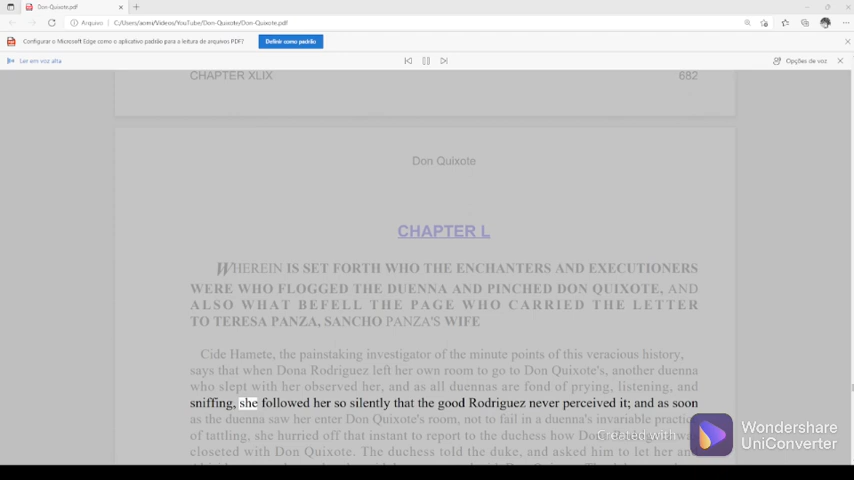 Don-Quixote.pdf
Arquivo
C:/Users/azeni/Videos/YouTube/Don-Quixote/Don-Quixote.pdf
Configurar o Microsoft Edge como o aplicativo padrão para a leitura de arquivos PDF?
Definir como padrão
Ler em voz alta
Opções de voz
CHAPTER XLIX 682
Don Quixote
CHAPTER L
WHEREIN IS SET FORTH WHO THE ENCHANTERS AND EXECUTIONERS
WERE WHO FLOGGED THE DUENNA AND PINCHED DON QUIXOTE, AND
ALSO WHAT BEFELL THE PAGE WHO CARRIED THE LETTER
TO TERESA PANZA, SANCHO PANZA'S WIFE
Cide Hamete, the painstaking investigator of the minute points of this veracious history,
says that when Dona Rodriguez left her own room to go to Don Quixote's, another duenna
who slept with her observed her, and as all duennas are fond of prying, listening, and
sniffing, she followed her so silently that the good Rodriguez never perceived it; and as soon
as the duenna saw her enter Don Quixote's room, not to fail in a duenna's invariable practice
of tattling, she hurried off that instant to report to the duchess how Don
closeted with Don Quixote. The duchess told the duke, and asked him to let her and
Created with
Wondershare
UniConverter